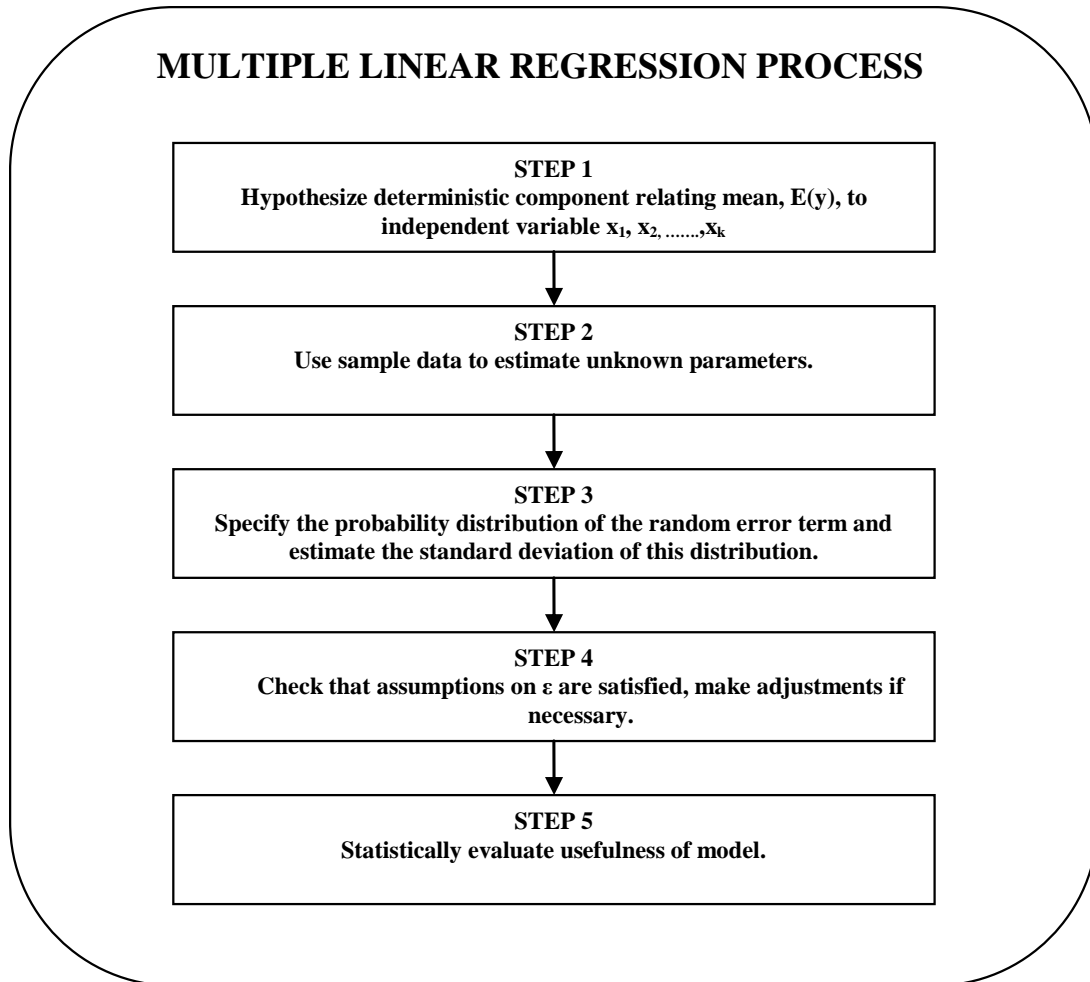 MULTIPLE LINEAR REGRESSION PROCESS
STEP 1
Hypothesize deterministic component relating mean, E(y), to
independent variable x₁, x₂, .......,xₖ
STEP 2
Use sample data to estimate unknown parameters.
STEP 3
Specify the probability distribution of the random error term and
estimate the standard deviation of this distribution.
STEP 4
Check that assumptions on ε are satisfied, make adjustments if
necessary.
STEP 5
Statistically evaluate usefulness of model.